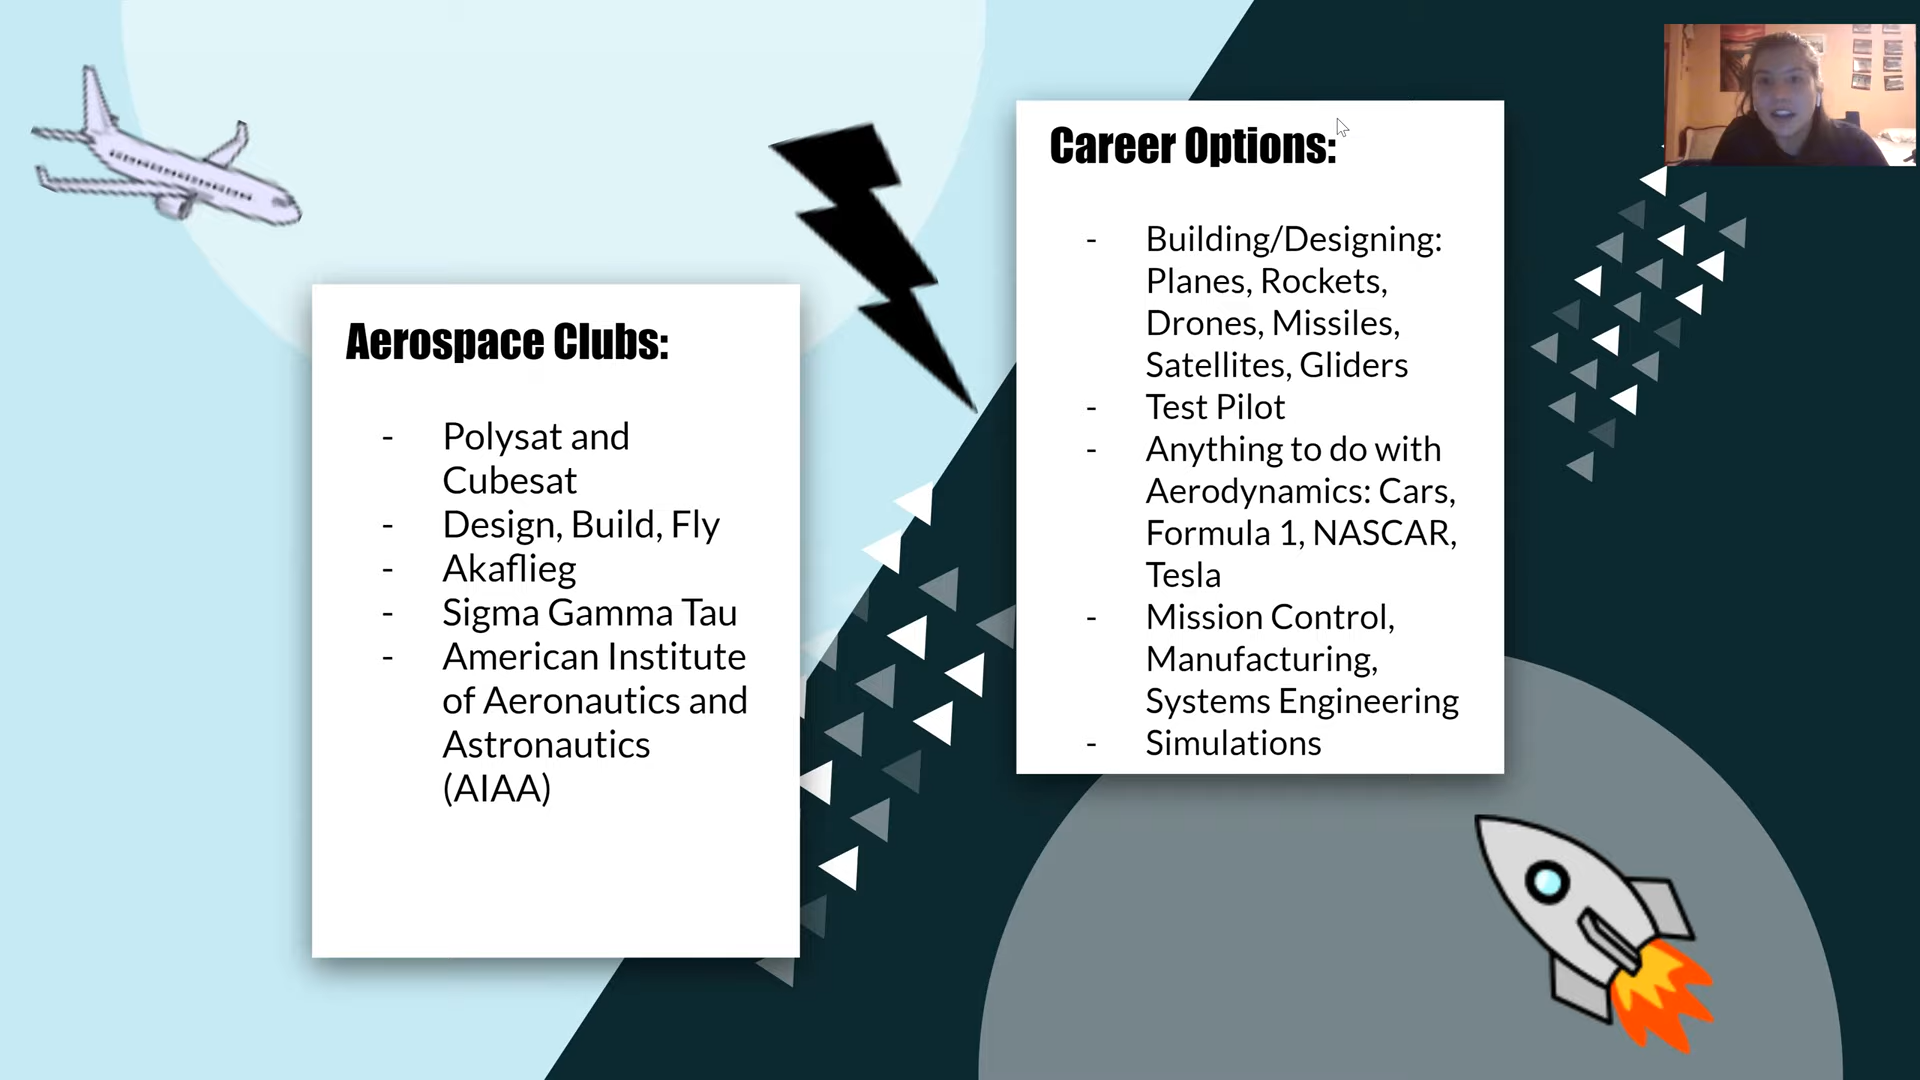 Aerospace Clubs:
- Polysat and
Cubesat
- Design, Build, Fly
- Akaflieg
- Sigma Gamma Tau
- American Institute
of Aeronautics and
Astronautics
(AIAA)
Career Options:
- Building/Designing:
Planes, Rockets,
Drones, Missiles,
Satellites, Gliders
- Test Pilot
- Anything to do with
Aerodynamics: Cars,
Formula 1, NASCAR,
Tesla
- Mission Control,
Manufacturing,
Systems Engineering
- Simulations